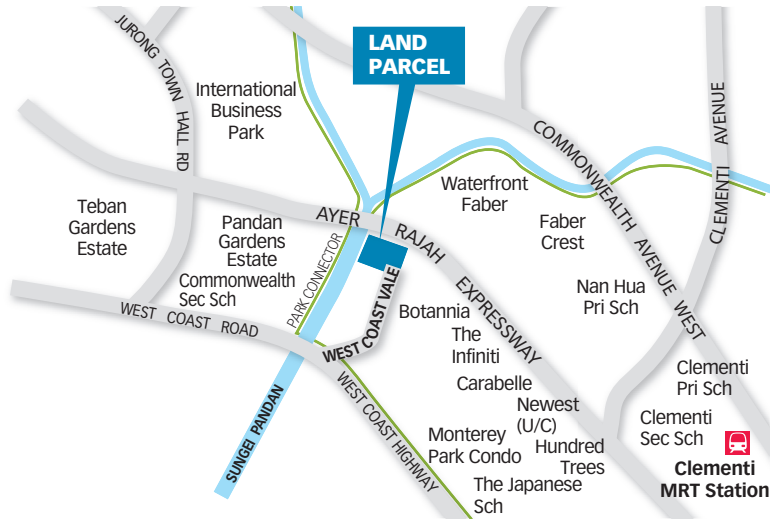 LAND
PARCEL
JURONG TOWN HALL RD
International
Business
Park
COMMONWEALTH AVENUE WEST
CLEMENTI AVENUE
Waterfront
Faber
Faber
Crest
Teban
Gardens
Estate
Pandan
Gardens
Estate
Commonwealth
Sec Sch
AYER RAJAH EXPRESSWAY
PARK CONNECTOR
WEST COAST VALE
WEST COAST ROAD
Nan Hua
Pri Sch
Botannia
The
Infiniti
Carabelle
Newest
(U/C)
Hundred
Trees
Monterey
Park Condo
The Japanese
Sch
WEST COAST HIGHWAY
SUNGEI PANDAN
Clementi
Pri Sch
Clementi
Sec Sch
Clementi
MRT Station